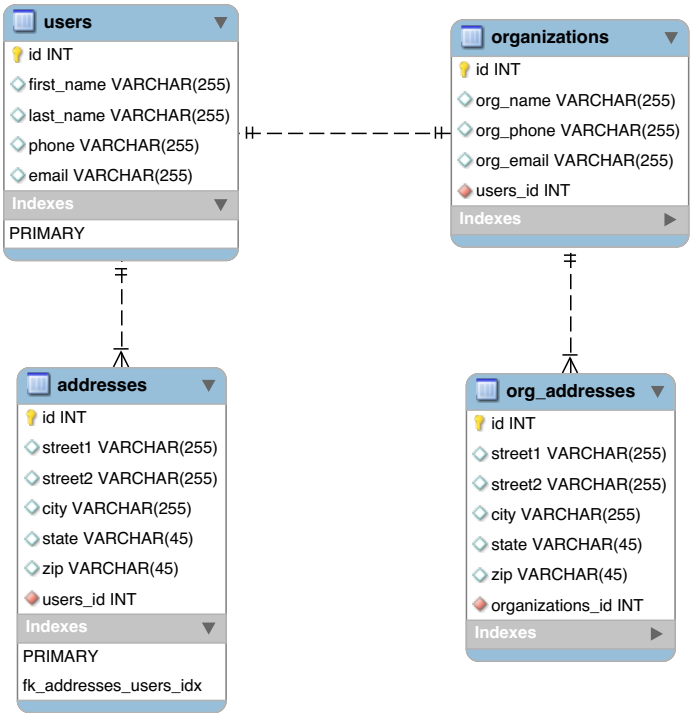 users
id INT
first_name VARCHAR(255)
last_name VARCHAR(255)
phone VARCHAR(255)
email VARCHAR(255)
Indexes
PRIMARY
organizations
id INT
org_name VARCHAR(255)
org_phone VARCHAR(255)
org_email VARCHAR(255)
users_id INT
Indexes
addresses
id INT
street1 VARCHAR(255)
street2 VARCHAR(255)
city VARCHAR(255)
state VARCHAR(45)
zip VARCHAR(45)
users_id INT
Indexes
PRIMARY
fk_addresses_users_idx
org_addresses
id INT
street1 VARCHAR(255)
street2 VARCHAR(255)
city VARCHAR(255)
state VARCHAR(45)
zip VARCHAR(45)
organizations_id INT
Indexes